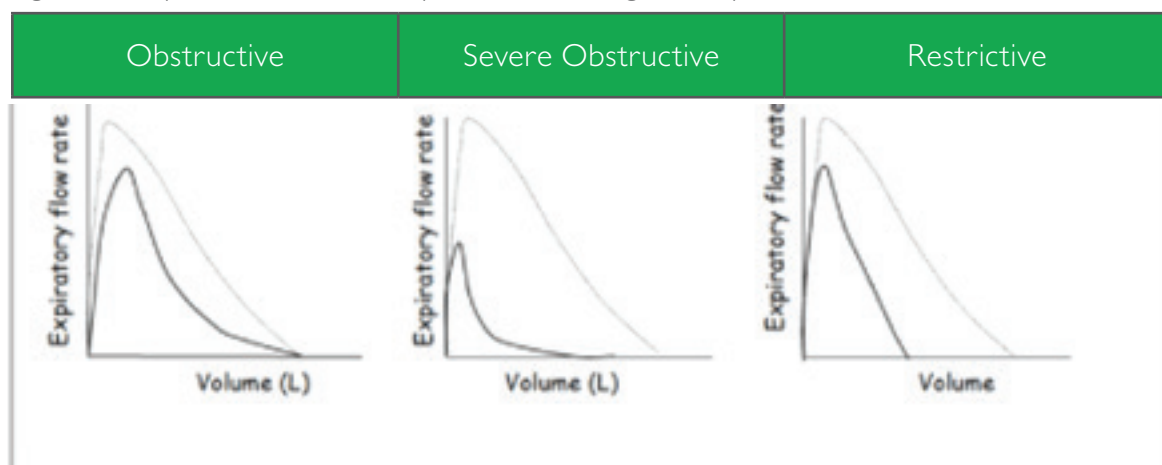 Obstructive
Severe Obstructive
Restrictive
Expiratory flow rate
Volume (L)
Expiratory flow rate
Volume (L)
Expiratory flow rate
Volume